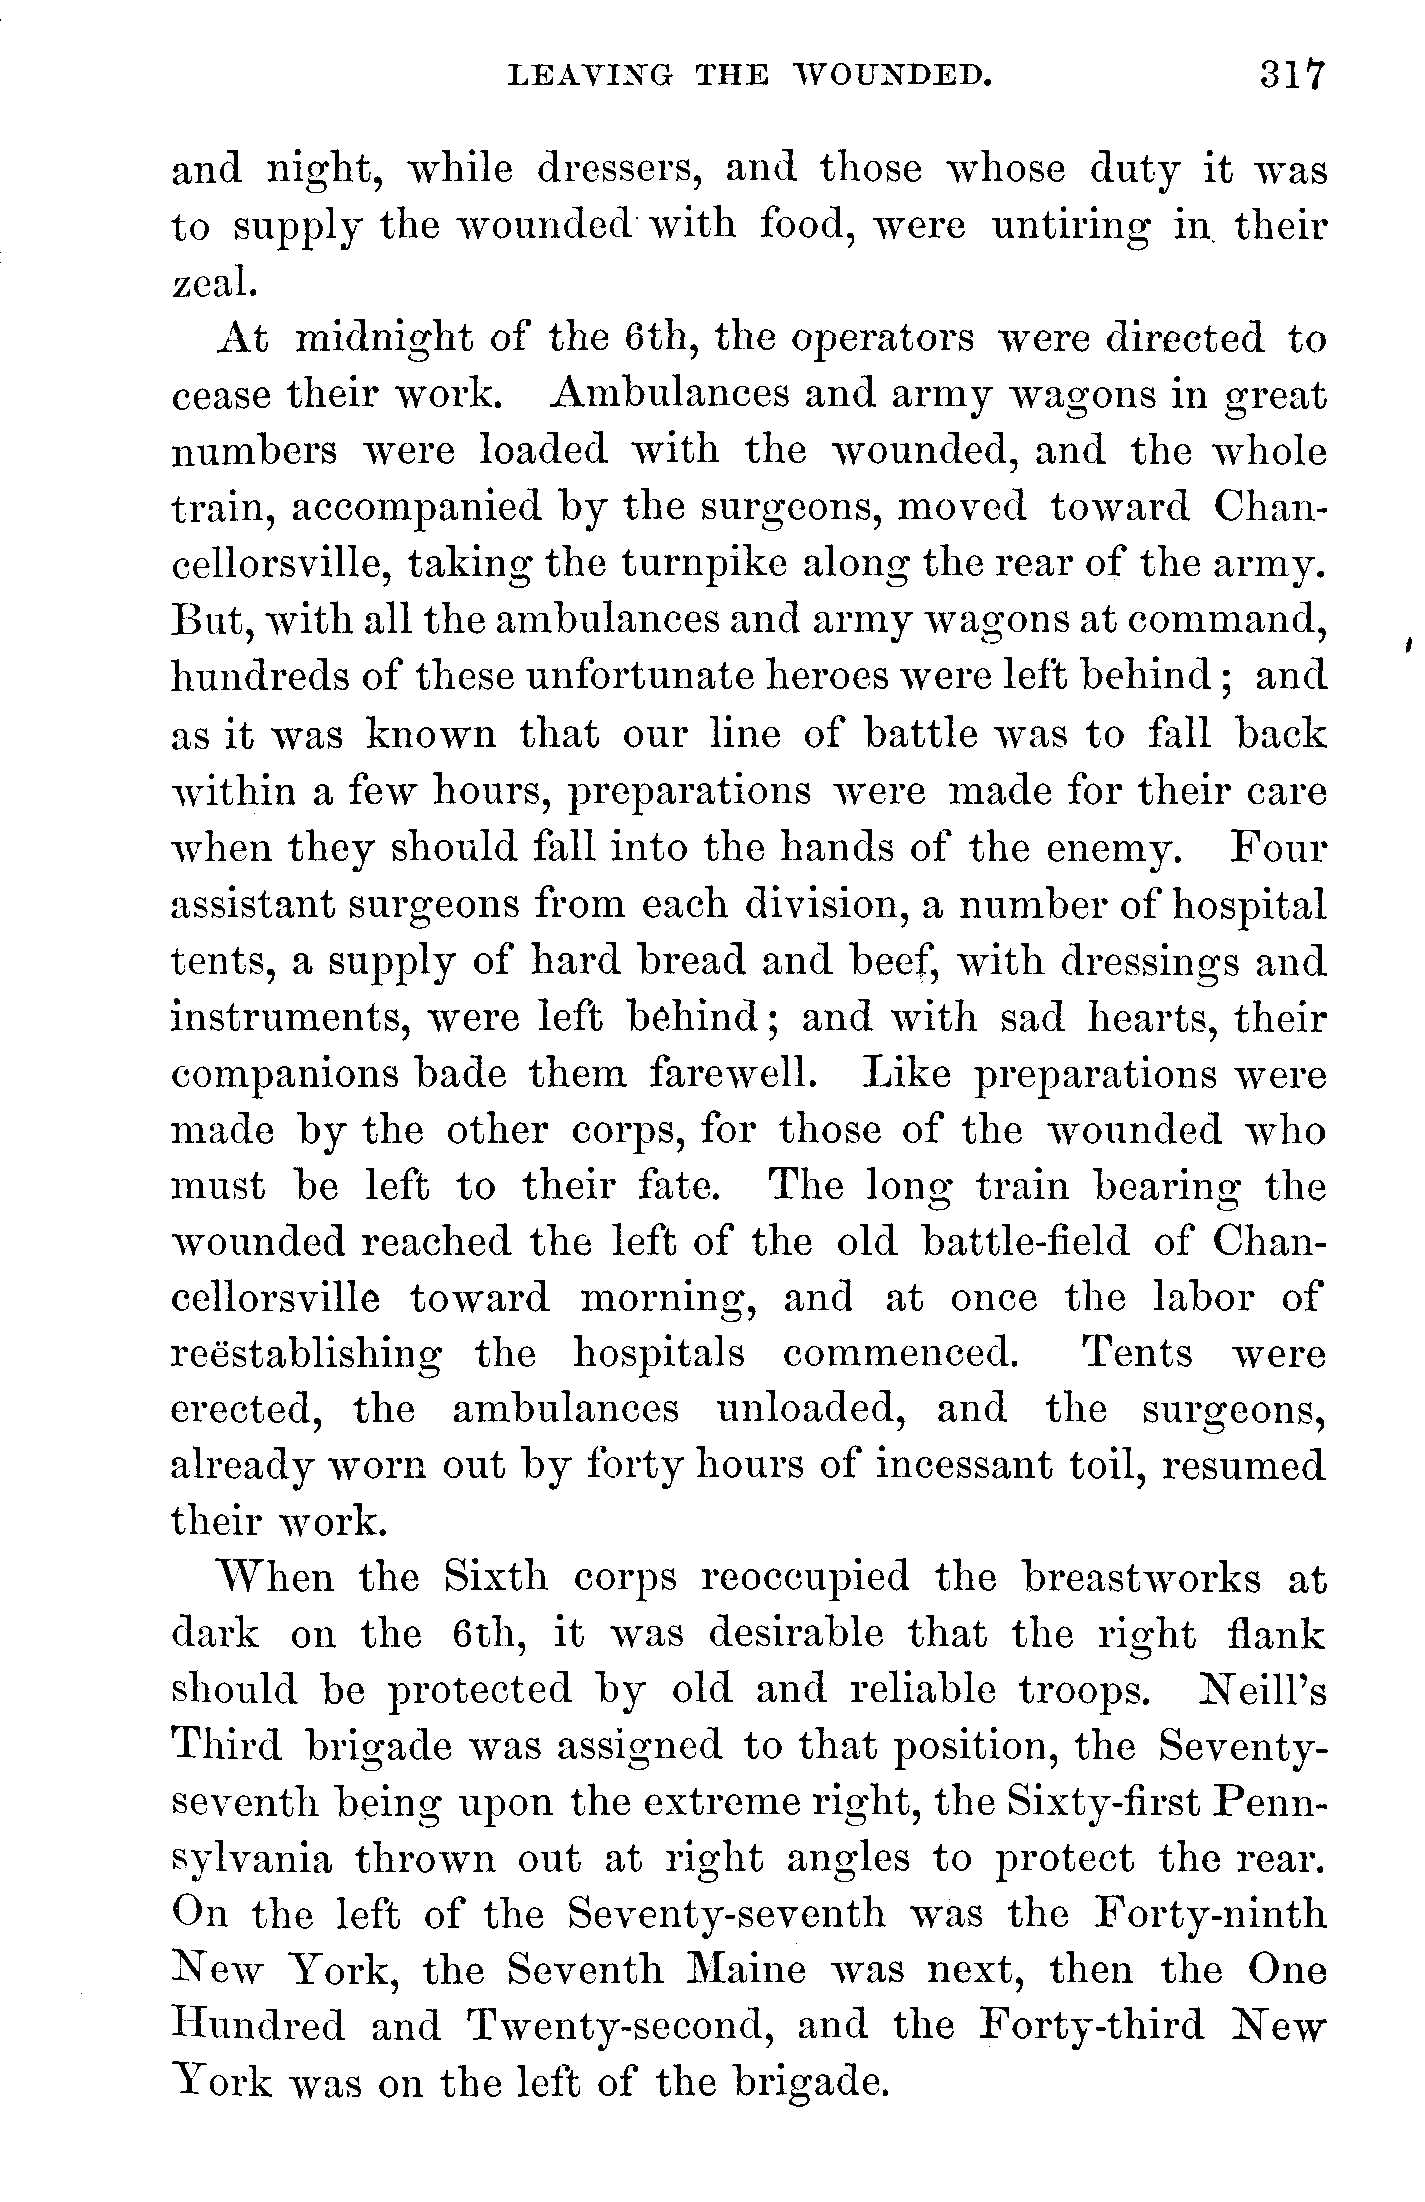 LEAVING THE WOUNDED. 317
and night, while dressers, and those whose duty it was
to supply the wounded with food, were untiring in their
zeal.
At midnight of the 6th, the operators were directed to
cease their work. Ambulances and army wagons in great
numbers were loaded with the wounded, and the whole
train, accompanied by the surgeons, moved toward Chan-
cellorsville, taking the turnpike along the rear of the army.
But, with all the ambulances and army wagons at command,
hundreds of these unfortunate heroes were left behind; and
as it was known that our line of battle was to fall back
within a few hours, preparations were made for their care
when they should fall into the hands of the enemy. Four
assistant surgeons from each division, a number of hospital
tents, a supply of hard bread and beef, with dressings and
instruments, were left behind; and with sad hearts, their
companions bade them farewell. Like preparations were
made by the other corps, for those of the wounded who
must be left to their fate. The long train bearing the
wounded reached the left of the old battle-field of Chan-
cellorsville toward morning, and at once the labor of
reëstablishing the hospitals commenced. Tents were
erected, the ambulances unloaded, and the surgeons,
already worn out by forty hours of incessant toil, resumed
their work.
When the Sixth corps reoccupied the breastworks at
dark on the 6th, it was desirable that the right flank
should be protected by old and reliable troops. Neill's
Third brigade was assigned to that position, the Seventy-
seventh being upon the extreme right, the Sixty-first Penn-
sylvania thrown out at right angles to protect the rear.
On the left of the Seventy-seventh was the Forty-ninth
New York, the Seventh Maine was next, then the One
Hundred and Twenty-second, and the Forty-third New
York was on the left of the brigade.